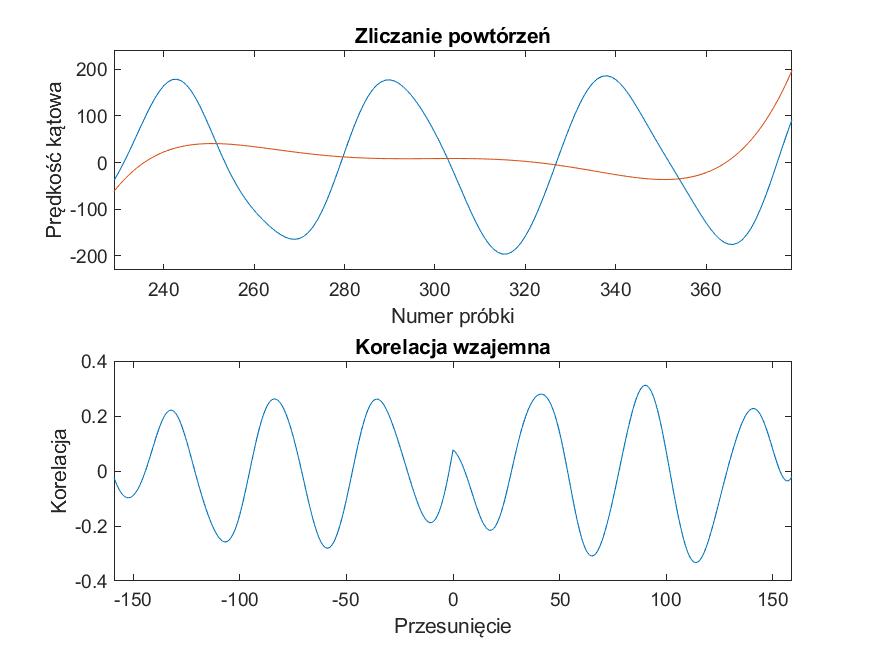 Zliczanie powtórzeń
200
100
0
-100
-200
Prędkość kątowa
240 260 280 300 320 340 360
Numer próbki
Korelacja wzajemna
0.4
0.2
0
-0.2
-0.4
Korelacja
-150 -100 -50 0 50 100 150
Przesunięcie